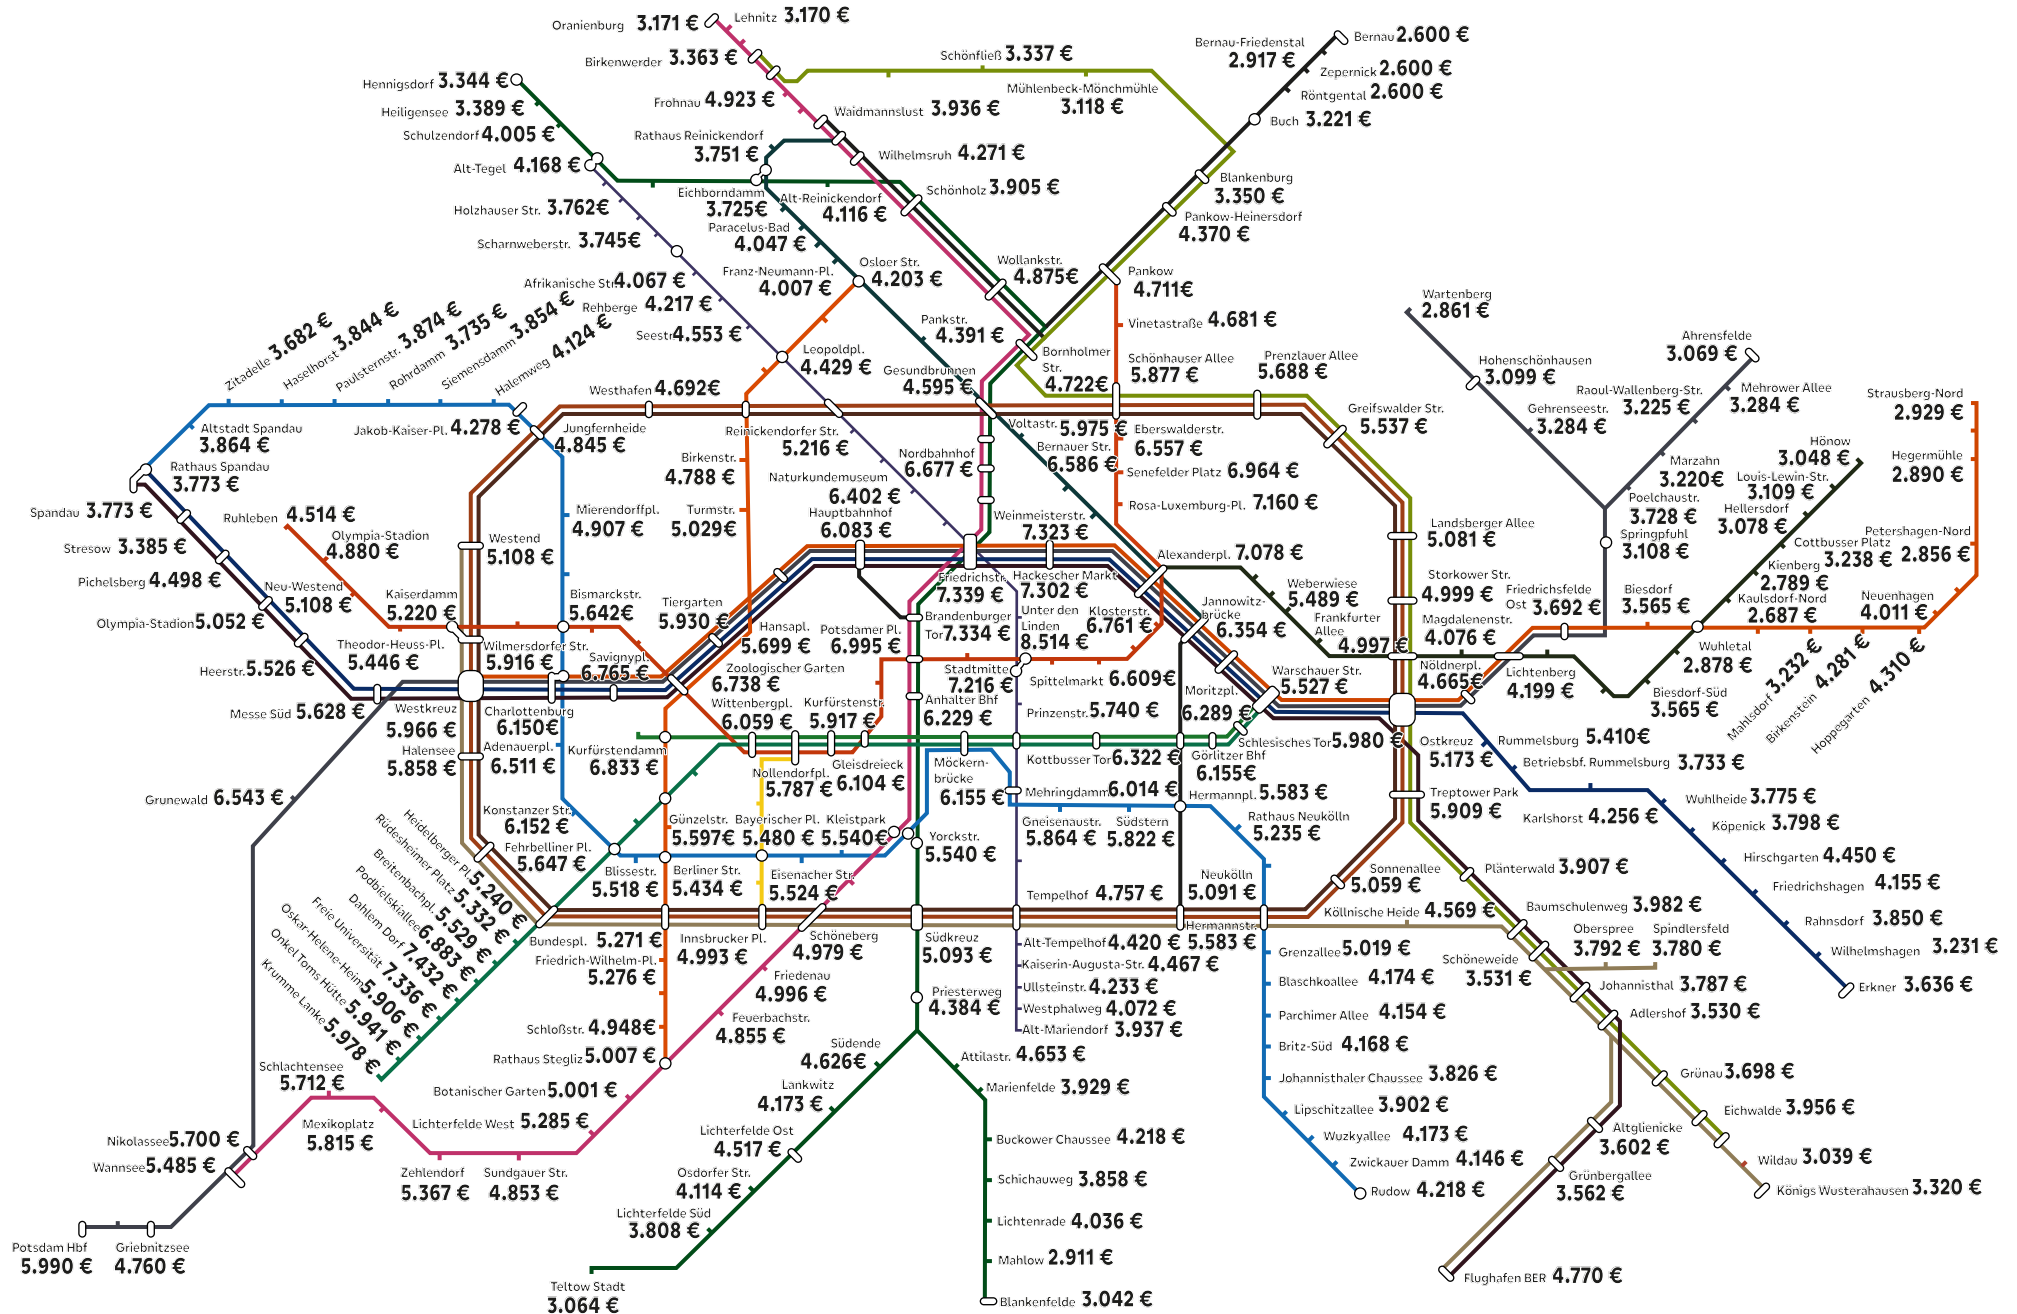 Oranienburg 3.171 €
Lehnitz 3.170 €
Birkenwerder 3.363 €
Schönfließ 3.337 €
Mühlenbeck-Mönchmühle
3.118 €
Bernau-Friedenstal
2.917 €
Bernau 2.600 €
Zepernick 2.600 €
Röntgental 2.600 €
Buch 3.221 €
Hennigsdorf 3.344 €
Heiligensee 3.389 €
Schulzendorf 4.005 €
Alt-Tegel 4.168 €
Frohnau 4.923 €
Waidmannslust 3.936 €
Rathaus Reinickendorf
3.751 €
Wilhelmsruh 4.271 €
Schönholz 3.905 €
Eichborndamm
3.725€
Alt-Reinickendorf
4.116 €
Blankenburg
3.350 €
Pankow-Heinersdorf
4.370 €
Holzhauser Str. 3.762€
Scharnweberstr. 3.745€
Paracelus-Bad
4.047 €
Afrikanische Str 4.067 €
Rehberge 4.217 €
Seestr 4.553 €
Franz-Neumann-Pl.
4.007 €
Osloer Str.
4.203 €
Wollankstr.
4.875€
Pankow
4.711€
Vinetastraße 4.681 €
Pankstr.
4.391 €
Leopoldpl.
4.429 €
Gesundbrunnen
4.595 €
Bornholmer
Str.
4.722€
Schönhauser Allee
5.877 €
Prenzlauer Allee
5.688 €
Greifswalder Str.
5.537 €
Wartenberg
2.861 €
Hohenschönhausen
3.099 €
Gehrenseestr.
3.284 €
Ahrensfelde
3.069 €
Mehrower Allee
3.284 €
Raoul-Wallenberg-Str.
3.225 €
Marzahn
3.220€
Poelchaustr.
3.728 €
Springpfuhl
3.108 €
Strausberg-Nord
2.929 €
Hegermühle
2.890 €
Petershagen-Nord
2.856 €
Neuenhagen
4.011 €
Hönow
3.048 €
Louis-Lewin-Str.
3.109 €
Hellersdorf
3.078 €
Cottbusser Platz
3.238 €
Kienberg
2.789 €
Kaulsdorf-Nord
2.687 €
Zitadelle 3.682 €
Haselhorst 3.844 €
Paulsternstr. 3.874 €
Rohrdamm 3.735 €
Siemensdamm 3.854 €
Halemweg 4.124 €
Altstadt Spandau
3.864 €
Rathaus Spandau
3.773 €
Jakob-Kaiser-Pl. 4.278 €
Jungfernheide
4.845 €
Westhafen 4.692€
Birkenstr.
4.788 €
Turmstr.
5.029€
Reinickendorfer Str.
5.216 €
Naturkundemuseum
6.402 €
Hauptbahnhof
6.083 €
Nordbahnhof
6.677 €
Voltastr. 5.975 €
Bernauer Str.
6.586 €
Eberswalderstr.
6.557 €
Senefelder Platz 6.964 €
Rosa-Luxemburg-Pl. 7.160 €
Weinmeisterstr.
7.323 €
Alexanderpl. 7.078 €
Landsberger Allee
5.081 €
Storkower Str.
4.999 €
Spandau 3.773 €
Stresow 3.385 €
Pichelsberg 4.498 €
Olympia-Stadion 5.052 €
Heerstr. 5.526 €
Messe Süd 5.628 €
Ruhleben 4.514 €
Olympia-Stadion
4.880 €
Neu-Westend
5.108 €
Kaiserdamm
5.220 €
Theodor-Heuss-Pl.
5.446 €
Westend
5.108 €
Mierendorffpl.
4.907 €
Bismarckstr.
5.642€
Wilmersdorfer Str.
5.916 €
Savignypl.
6.765 €
Tiergarten
5.930 €
Hansapl.
5.699 €
Zoologischer Garten
6.738 €
Potsdamer Pl.
6.995 €
Friedrichstr.
7.339 €
Hackescher Markt
7.302 €
Brandenburger
Tor 7.334 €
Unter den
Linden
8.514 €
Klosterstr.
6.761 €
Jannowitz-
brücke
6.354 €
Weberwiese
5.489 €
Frankfurter
Allee
4.997 €
Magdalenenstr.
4.076 €
Friedrichsfelde
Ost 3.692 €
Biesdorf
3.565 €
Wuhletal
2.878 €
Mahlsdorf 3.232 €
Birkenstein 4.281 €
Hoppegarten 4.310 €
Biesdorf-Süd
3.565 €
Lichtenberg
4.199 €
Nöldnerpl.
4.665€
Stadtmitte
7.216 €
Spittelmarkt 6.609€
Anhalter Bhf
6.229 €
Prinzenstr. 5.740 €
Moritzpl.
6.289 €
Warschauer Str.
5.527 €
Westkreuz
5.966 €
Charlottenburg
6.150€
Halensee
5.858 €
Adenauerpl.
6.511 €
Kurfürstendamm
6.833 €
Wittenbergpl.
6.059 €
Kurfürstenstr.
5.917 €
Nollendorfpl.
5.787 €
Gleisdreieck
6.104 €
Möckern-
brücke
6.155 €
Kottbusser Tor 6.322 €
Mehringdamm 6.014 €
Görlitzer Bhf
6.155€
Schlesisches Tor 5.980 €
Ostkreuz
5.173 €
Rummelsburg 5.410€
Betriebsbf. Rummelsburg 3.733 €
Karlshorst 4.256 €
Wuhlheide 3.775 €
Köpenick 3.798 €
Hirschgarten 4.450 €
Friedrichshagen 4.155 €
Rahnsdorf 3.850 €
Wilhelmshagen 3.231 €
Erkner 3.636 €
Treptower Park
5.909 €
Grunewald 6.543 €
Konstanzer Str.
6.152 €
Fehrbelliner Pl.
5.647 €
Günzelstr.
5.597€
Bayerischer Pl.
5.480 €
Kleistpark
5.540€
Yorckstr.
5.540 €
Gneisenaustr.
5.864 €
Südstern
5.822 €
Hermannpl. 5.583 €
Rathaus Neukölln
5.235 €
Blissestr.
5.518 €
Berliner Str.
5.434 €
Eisenacher Str.
5.524 €
Tempelhof 4.757 €
Neukölln
5.091 €
Sonnenallee
5.059 €
Köllnische Heide 4.569 €
Plänterwald 3.907 €
Baumschulenweg 3.982 €
Oberspree
3.792 €
Spindlersfeld
3.780 €
Schöneweide
3.531 €
Johannisthal 3.787 €
Adlershof 3.530 €
Heidelberger Pl. 5.240 €
Rüdesheimer Platz 5.332 €
Breitenbachpl. 5.529 €
Podbielskiallee 6.883 €
Dahlem Dorf 7.432 €
Freie Universität 7.336 €
Oskar-Helene-Heim 5.906 €
Onkel Toms Hütte 5.941 €
Krumme Lanke 5.978 €
Bundespl. 5.271 €
Friedrich-Wilhelm-Pl.
5.276 €
Innsbrucker Pl.
4.993 €
Schöneberg
4.979 €
Südkreuz
5.093 €
Hermannstr.
5.583 €
Alt-Tempelhof 4.420 €
Kaiserin-Augusta-Str. 4.467 €
Ullsteinstr. 4.233 €
Westphalweg 4.072 €
Alt-Mariendorf 3.937 €
Grenzallee 5.019 €
Blaschkoallee 4.174 €
Parchimer Allee 4.154 €
Britz-Süd 4.168 €
Johannisthaler Chaussee 3.826 €
Lipschitzallee 3.902 €
Wuzkyallee 4.173 €
Zwickauer Damm 4.146 €
Rudow 4.218 €
Friedenau
4.996 €
Feuerbachstr.
4.855 €
Schloßstr. 4.948€
Rathaus Stegliz 5.007 €
Botanischer Garten 5.001 €
Lichterfelde West 5.285 €
Priesterweg
4.384 €
Südende
4.626€
Lankwitz
4.173 €
Lichterfelde Ost
4.517 €
Osdorfer Str.
4.114 €
Lichterfelde Süd
3.808 €
Teltow Stadt
3.064 €
Attilastr. 4.653 €
Marienfelde 3.929 €
Buckower Chaussee 4.218 €
Schichauweg 3.858 €
Lichtenrade 4.036 €
Mahlow 2.911 €
Blankenfelde 3.042 €
Schlachtensee
5.712 €
Mexikoplatz
5.815 €
Zehlendorf
5.367 €
Sundgauer Str.
4.853 €
Nikolassee 5.700 €
Wannsee 5.485 €
Potsdam Hbf
5.990 €
Griebnitzsee
4.760 €
Grünau 3.698 €
Eichwalde 3.956 €
Altglienicke
3.602 €
Grünbergallee
3.562 €
Wildau 3.039 €
Königs Wusterahausen 3.320 €
Flughafen BER 4.770 €